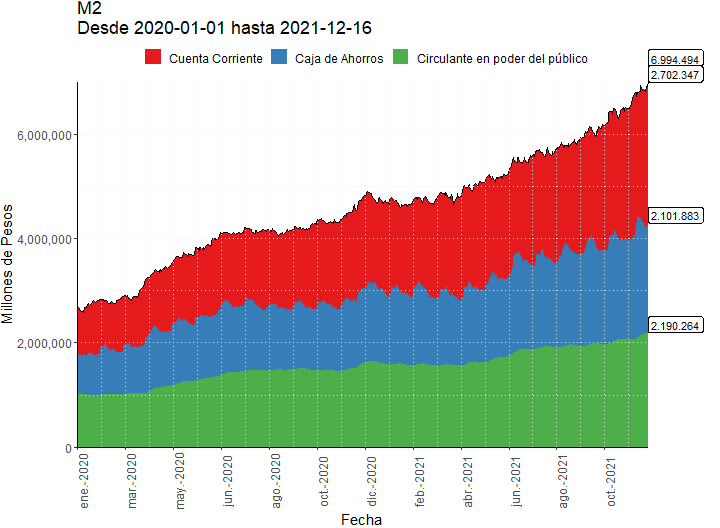 M2
Desde 2020-01-01 hasta 2021-12-16
Cuenta Corriente
Caja de Ahorros
Circulante en poder del público
6.994.494
2.702.347
2.101.883
2.190.264
Millones de Pesos
6,000,000
4,000,000
2,000,000
0
ene.-2020
mar.-2020
may.-2020
jun.-2020
ago.-2020
oct.-2020
dic.-2020
feb.-2021
abr.-2021
jun.-2021
ago.-2021
oct.-2021
Fecha